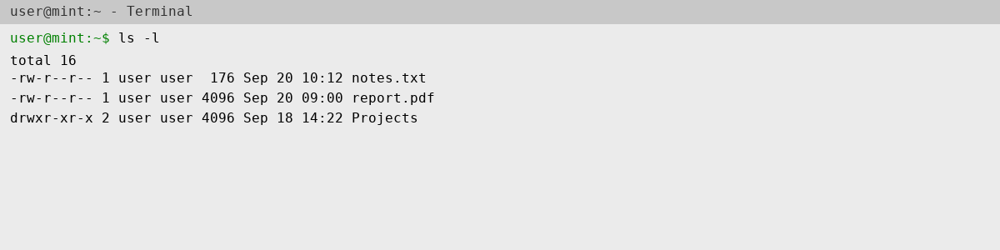 user@mint:~ - Terminal
user@mint:~$ ls -l
total 16
-rw-r--r-- 1 user user  176 Sep 20 10:12 notes.txt
-rw-r--r-- 1 user user 4096 Sep 20 09:00 report.pdf
drwxr-xr-x 2 user user 4096 Sep 18 14:22 Projects